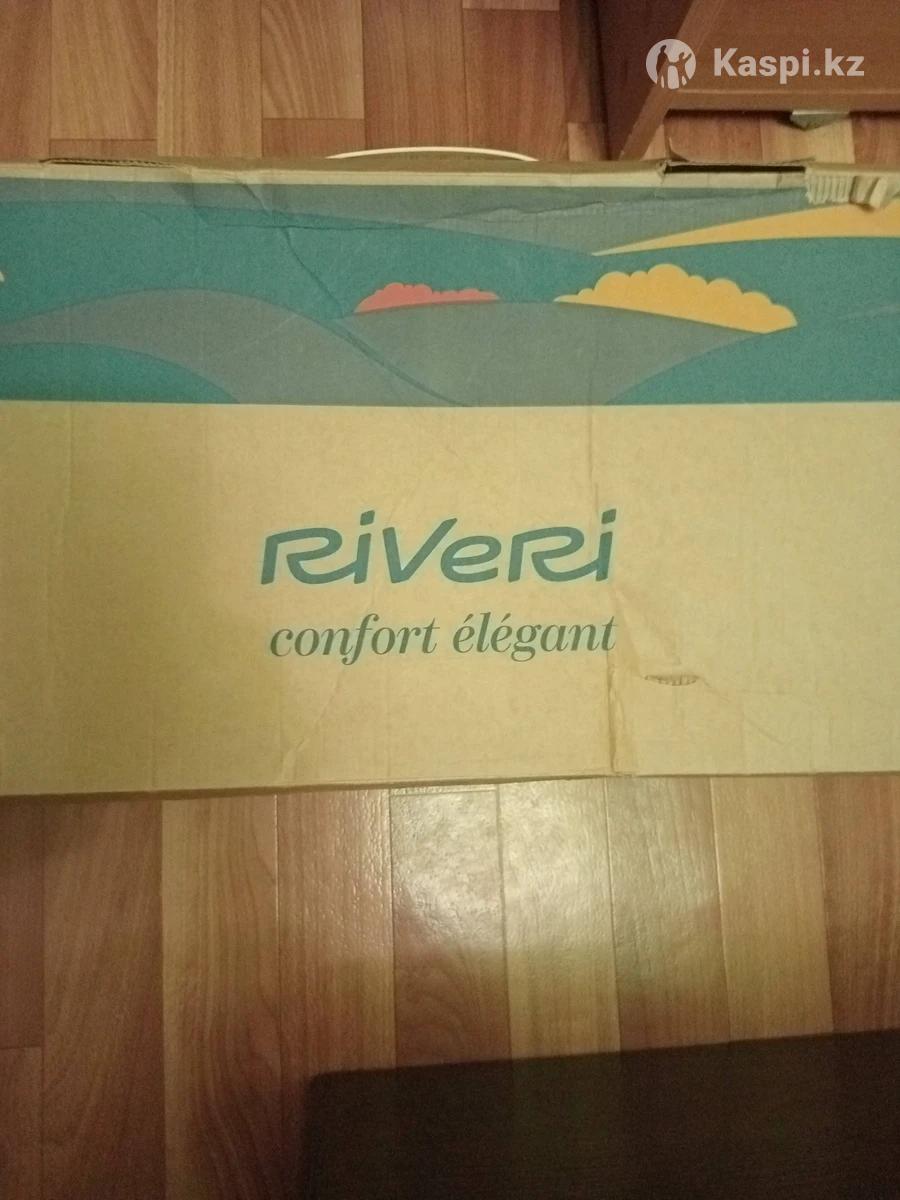 Kaspi.kz
RiveRi
confort élégant